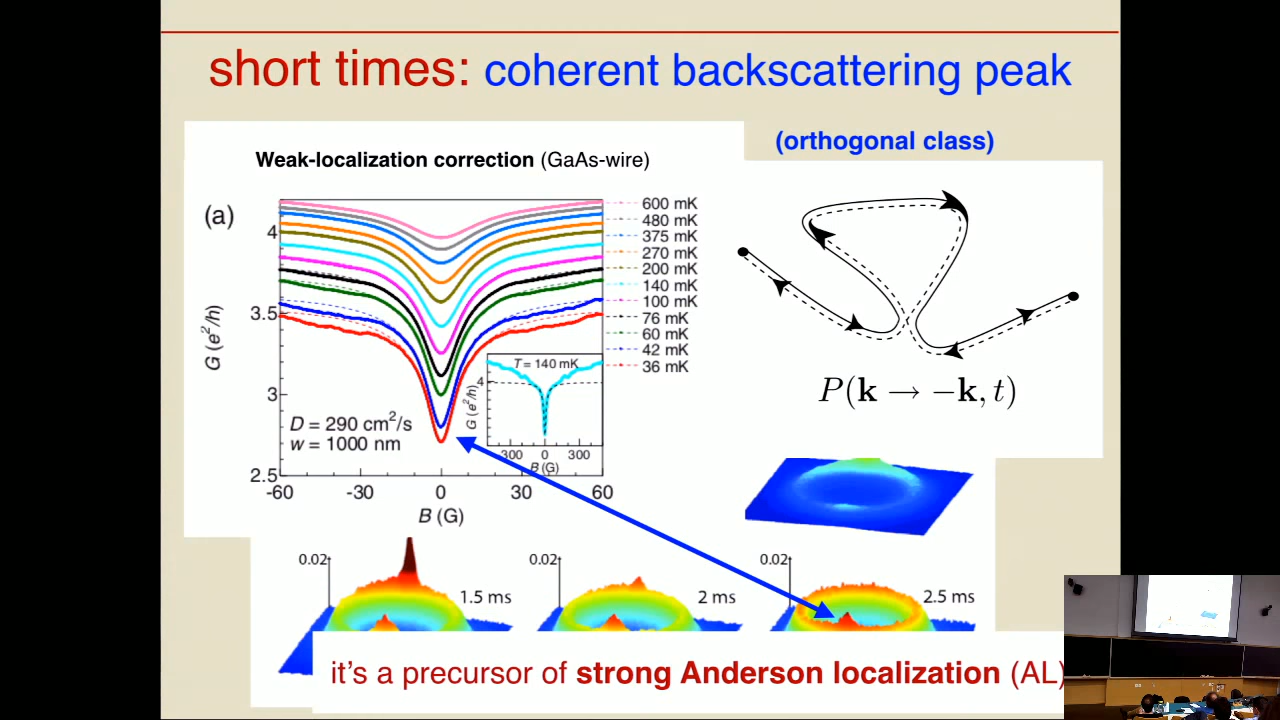 short times: coherent backscattering peak
(orthogonal class)
Weak-localization correction (GaAs-wire)
(a)
600 mK
480 mK
375 mK
270 mK
200 mK
140 mK
100 mK
76 mK
60 mK
42 mK
36 mK
4
3.5
3
2.5
G (e²/h)
D = 290 cm²/s
w = 1000 nm
T = 140 mK
4
G (e²/h)
300 0 300
B (G)
-60 -30 0 30 60
B (G)
P(k → −k, t)
0.02 1.5 ms
0.02 2 ms
0.02 2.5 ms
it's a precursor of strong Anderson localization (AL)